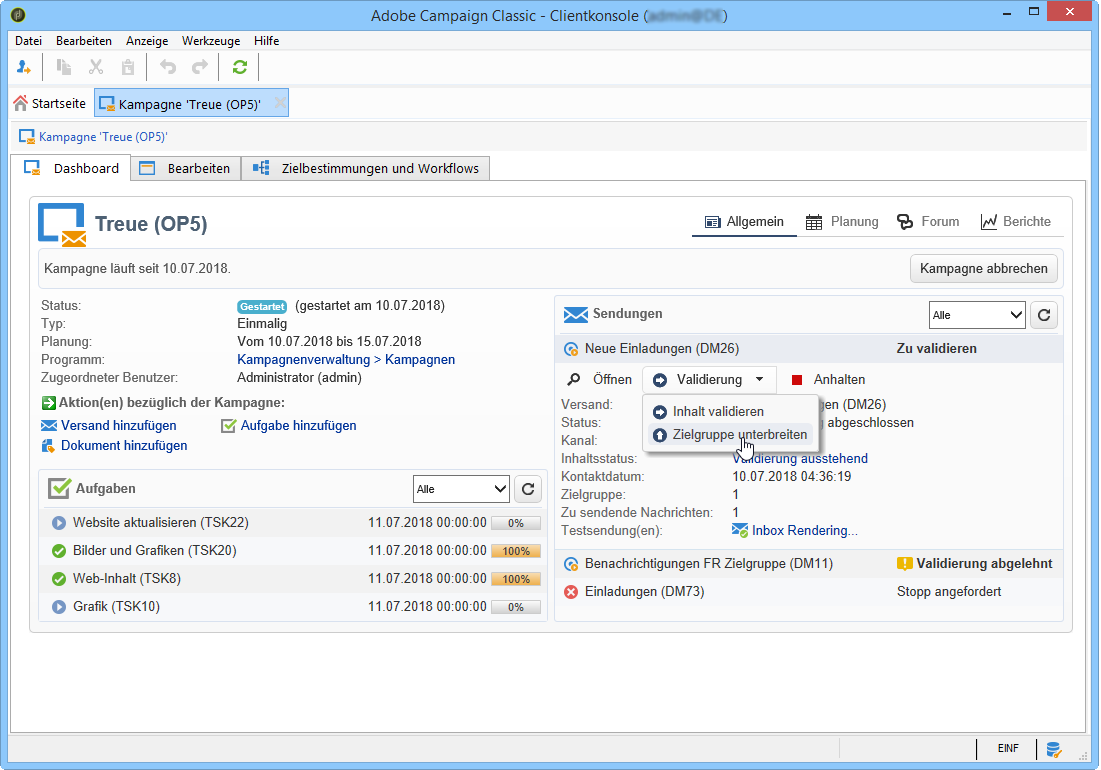 Adobe Campaign Classic - Clientkonsole ( )
Datei Bearbeiten Anzeige Werkzeuge Hilfe
Startseite Kampagne 'Treue (OP5)'
Kampagne 'Treue (OP5)'
Dashboard Bearbeiten Zielbestimmungen und Workflows
Treue (OP5)
Allgemein Planung Forum Berichte
Kampagne läuft seit 10.07.2018.
Kampagne abbrechen
Status: Gestartet (gestartet am 10.07.2018)
Typ: Einmalig
Planung: Vom 10.07.2018 bis 15.07.2018
Programm: Kampagnenverwaltung > Kampagnen
Zugeordneter Benutzer: Administrator (admin)
Aktion(en) bezüglich der Kampagne:
Versand hinzufügen Aufgabe hinzufügen
Dokument hinzufügen
Aufgaben Alle
Website aktualisieren (TSK22) 11.07.2018 00:00:00 0%
Bilder und Grafiken (TSK20) 11.07.2018 00:00:00 100%
Web-Inhalt (TSK8) 11.07.2018 00:00:00 100%
Grafik (TSK10) 11.07.2018 00:00:00 0%
Sendungen Alle
Neue Einladungen (DM26) Zu validieren
Öffnen Validierung Anhalten
Inhalt validieren
Zielgruppe unterbreiten
Versand: gen (DM26)
Status: abgeschlossen
Kanal:
Inhaltsstatus: Validierung ausstehend
Kontaktdatum: 10.07.2018 04:36:19
Zielgruppe: 1
Zu sendende Nachrichten: 1
Testsendung(en): Inbox Rendering...
Benachrichtigungen FR Zielgruppe (DM11) Validierung abgelehnt
Einladungen (DM73) Stopp angefordert
EINF